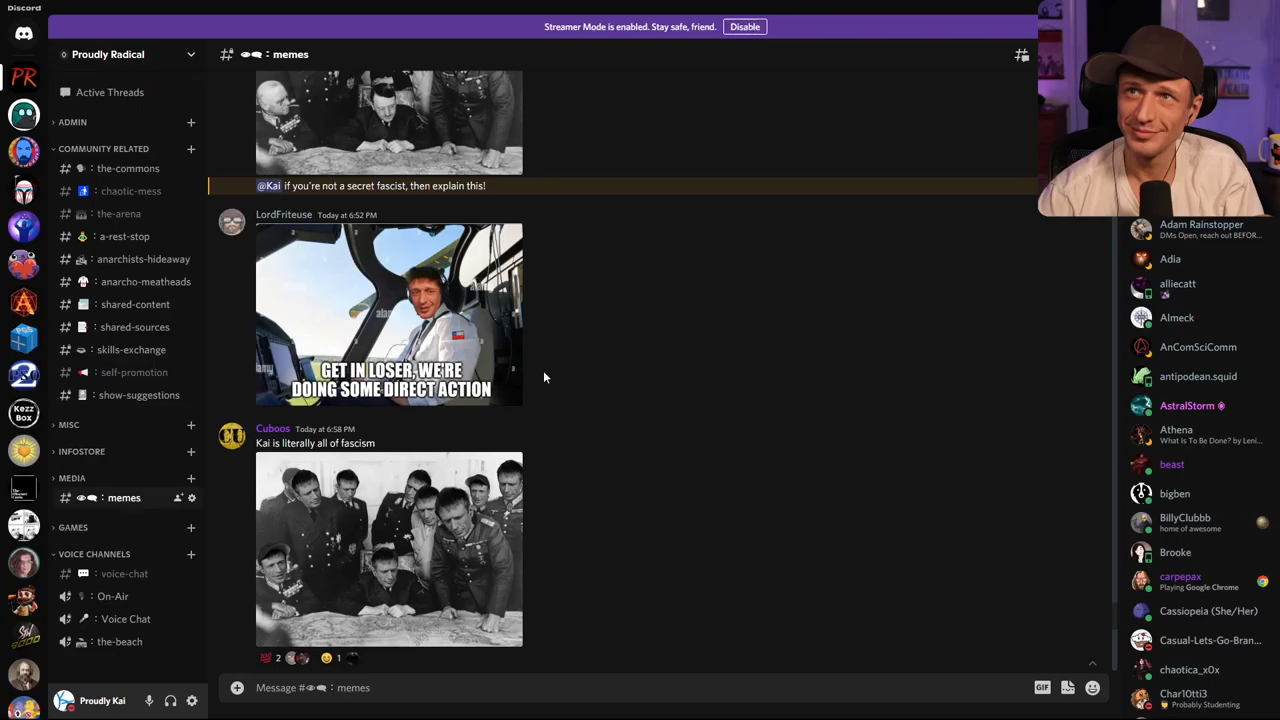 Discord
Streamer Mode is enabled. Stay safe, friend.
Disable
Proudly Radical
Active Threads
ADMIN
COMMUNITY RELATED
the-commons
chaotic-mess
the-arena
a-rest-stop
anarchists-hideaway
anarcho-meatheads
shared-content
shared-sources
skills-exchange
self-promotion
show-suggestions
MISC
INFOSTORE
MEDIA
memes
GAMES
VOICE CHANNELS
voice-chat
On-Air
Voice Chat
the-beach
Proudly Kai
PR
KEZZ
BOX
memes
@Kai if you're not a secret fascist, then explain this!
LordFriteuse Today at 6:52 PM
alamy
GET IN LOSER, WE'RE
DOING SOME DIRECT ACTION
EU
Cuboos Today at 6:58 PM
Kai is literally all of fascism
2
1
Message #👁️‍🗨️：memes
GIF
Adam Rainstopper
DMs Open, reach out BEFOR...
Adia
alliecatt
Almeck
AnComSciComm
antipodean.squid
AstralStorm
Athena
What Is To Be Done? by Leni...
beast
bigben
BillyClubbb
home of awesome
Brooke
carpepax
Playing Google Chrome
Cassiopeia (She/Her)
Casual-Lets-Go-Bran...
chaotica_x0x
Char10tti3
Probably Studenting